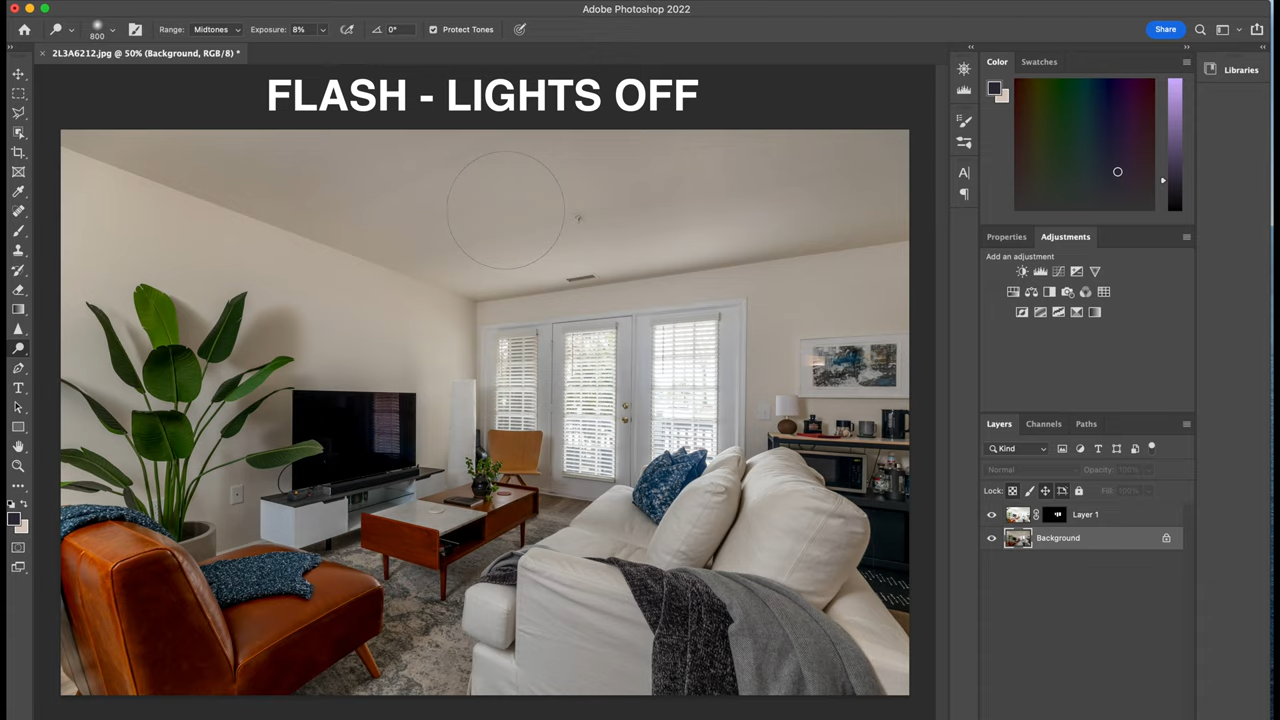 Adobe Photoshop 2022
800
Range: Midtones
Exposure: 8%
0°
Protect Tones
Share
2L3A6212.jpg @ 50% (Background, RGB/8) *
Color
Swatches
Libraries
FLASH - LIGHTS OFF
Properties
Adjustments
Add an adjustment
Layers
Channels
Paths
Kind
Normal
Opacity: 100%
Lock:
Fill: 100%
Layer 1
Background